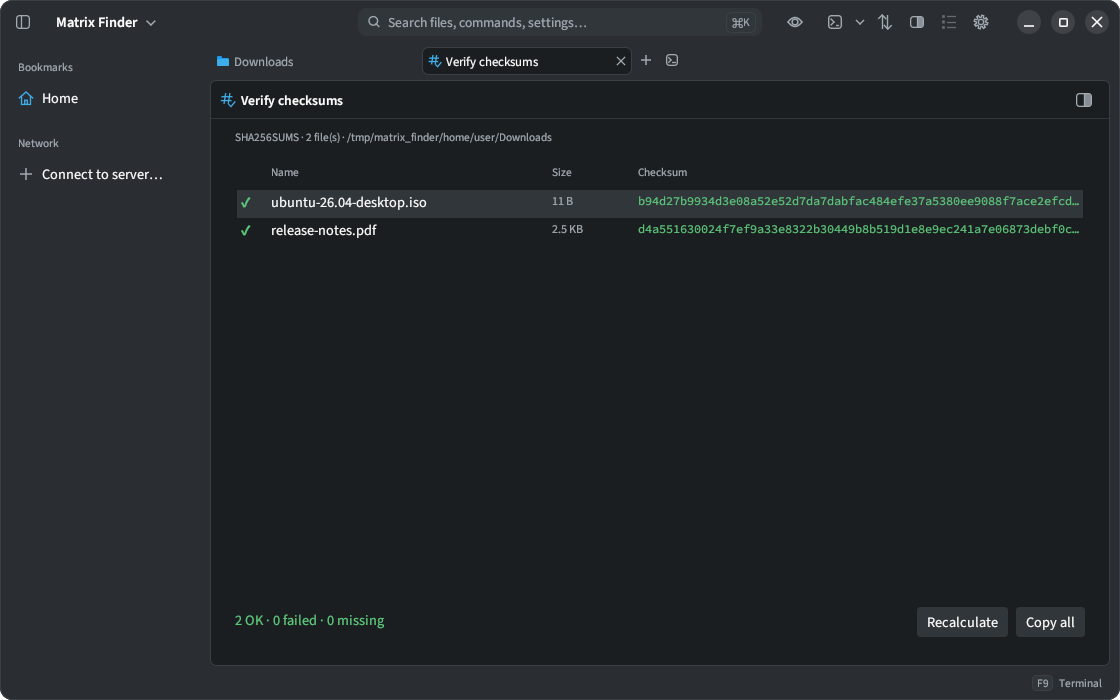 Matrix Finder
Search files, commands, settings… ⌘K
Bookmarks
Home
Network
Connect to server…
Downloads
Verify checksums
Verify checksums
SHA256SUMS · 2 file(s) · /tmp/matrix_finder/home/user/Downloads
Name Size Checksum
ubuntu-26.04-desktop.iso 11 B b94d27b9934d3e08a52e52d7da7dabfac484efe37a5380ee9088f7ace2efcd…
release-notes.pdf 2.5 KB d4a551630024f7ef9a33e8322b30449b8b519d1e8e9ec241a7e06873debf0c…
2 OK · 0 failed · 0 missing
Recalculate Copy all
F9 Terminal